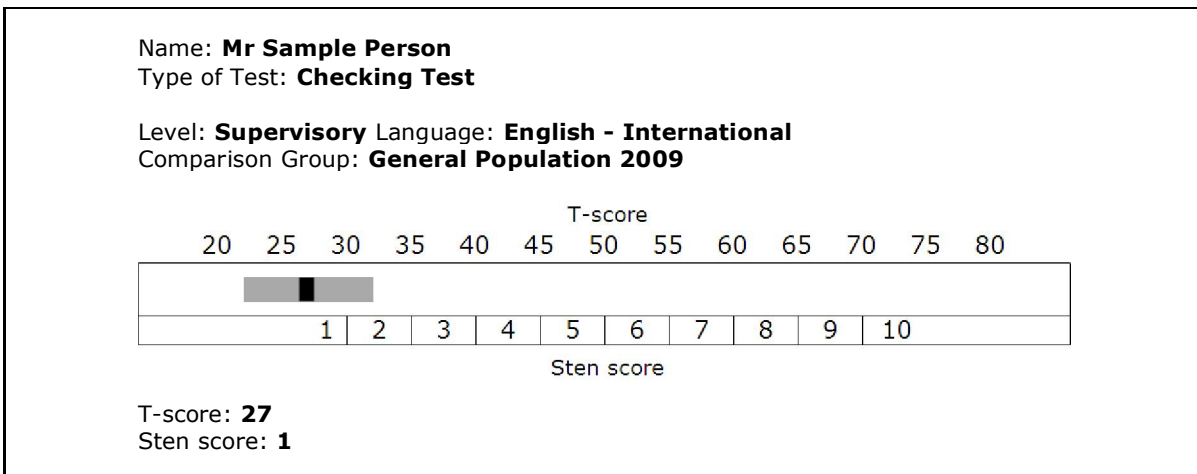 Name: Mr Sample Person
Type of Test: Checking Test
Level: Supervisory Language: English - International
Comparison Group: General Population 2009
T-score
20 25 30 35 40 45 50 55 60 65 70 75 80
1 2 3 4 5 6 7 8 9 10
Sten score
T-score: 27
Sten score: 1